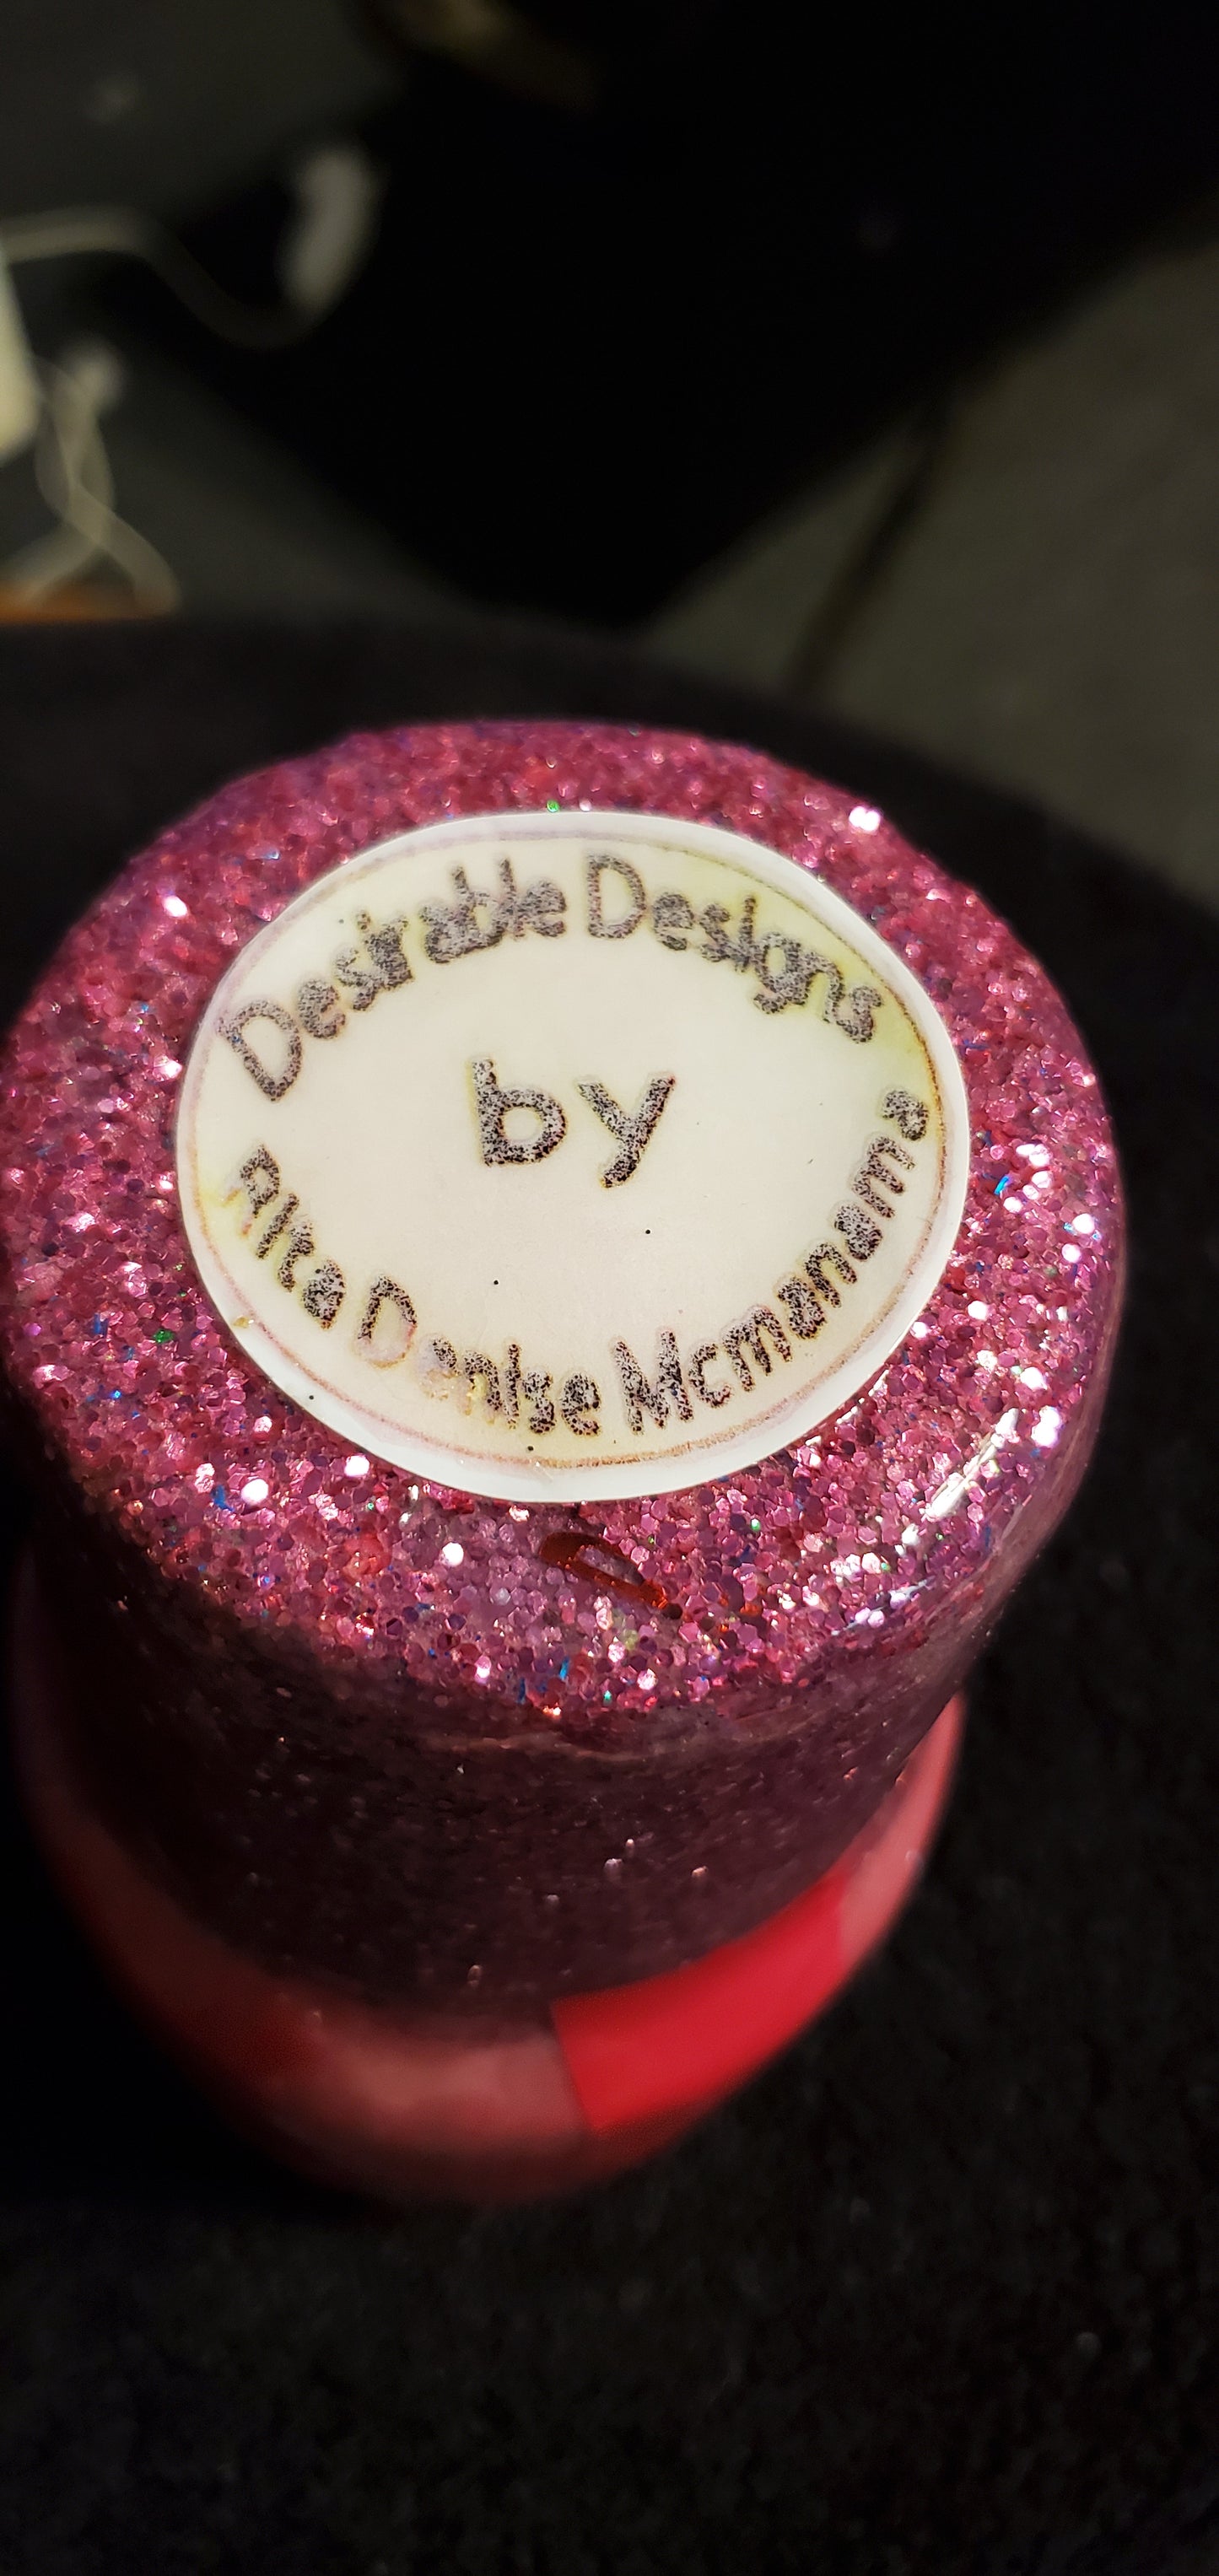 Desirable Designs
by
Rita Denise Mcmanama